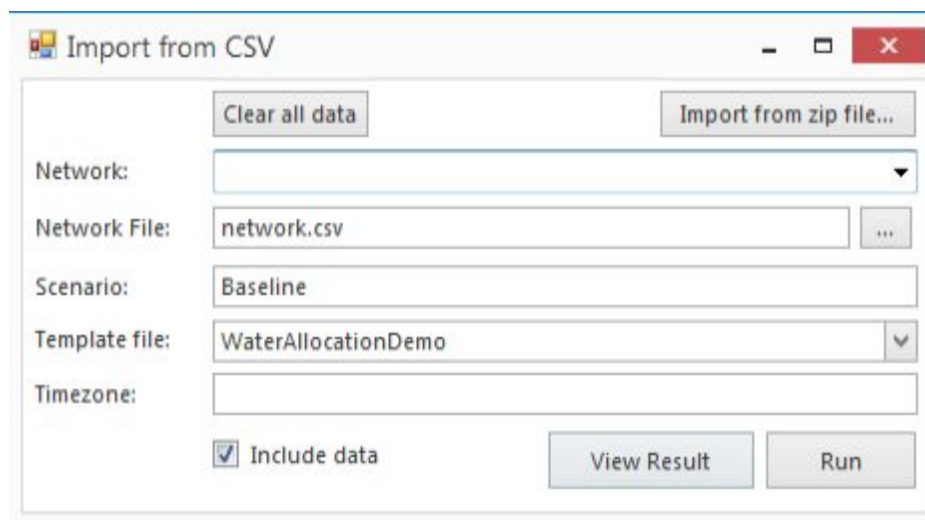 Import from CSV
Clear all data Import from zip file...
Network:
Network File: network.csv ...
Scenario: Baseline
Template file: WaterAllocationDemo
Timezone:
Include data View Result Run